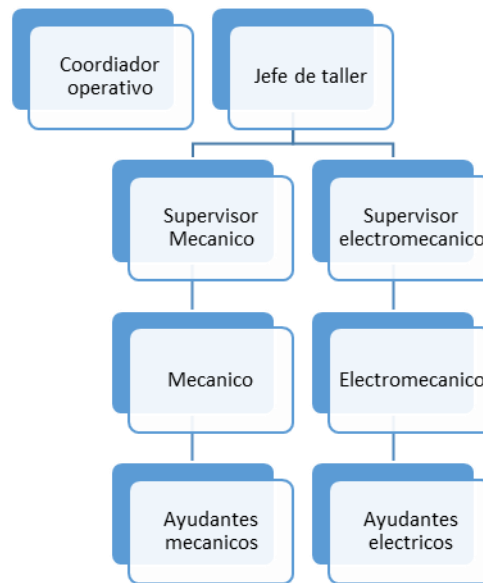 Coordiador
operativo
Jefe de taller
Supervisor
Mecanico
Supervisor
electromecanico
Mecanico
Electromecanico
Ayudantes
mecanicos
Ayudantes
electricos